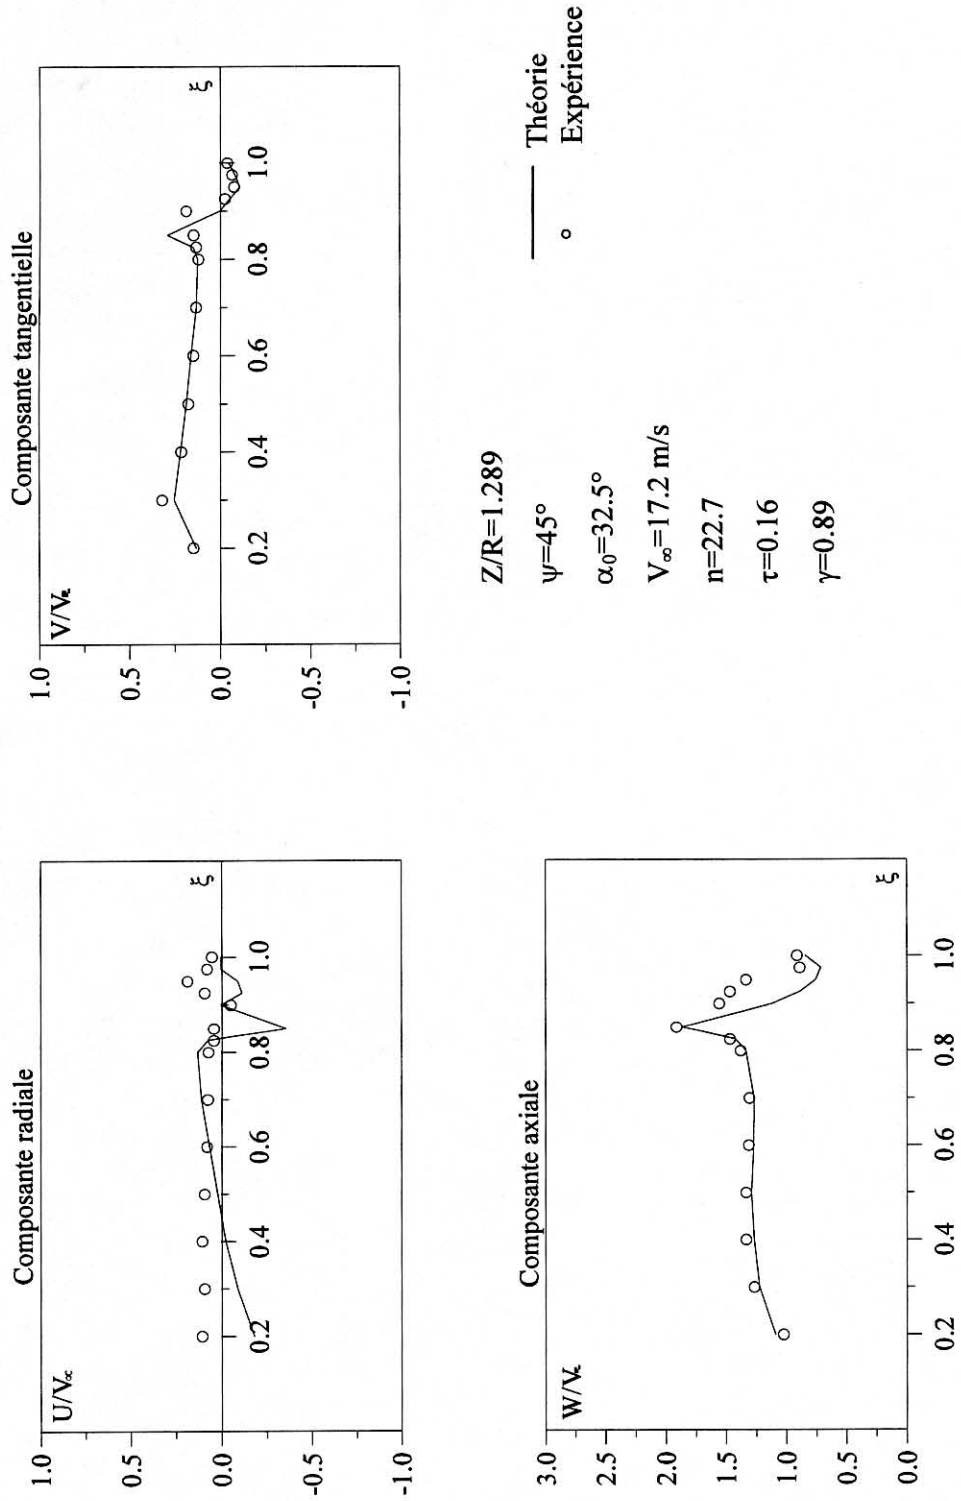 Composante radiale
U/V∞
1.0
0.5
0.0
-0.5
-1.0
0.2 0.4 0.6 0.8 1.0
ξ
Composante tangentielle
1.0
0.5
0.0
-0.5
-1.0
0.2 0.4 0.6 0.8 1.0
ξ
Composante axiale
3.0
2.5
2.0
1.5
1.0
0.5
0.0
0.2 0.4 0.6 0.8 1.0
ξ
Z/R=1.289
ψ=45°
α₀=32.5°
V∞=17.2 m/s
n=22.7
τ=0.16
γ=0.89
Théorie
Expérience